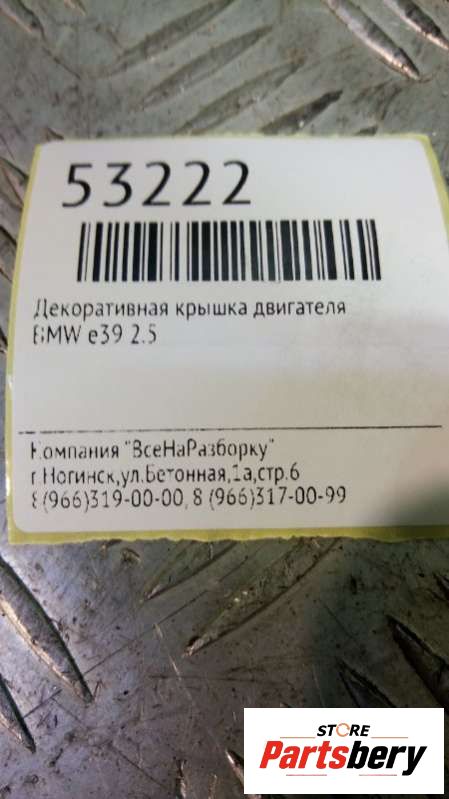 53222
Декоративная крышка двигателя
BMW e39 2.5
Компания "ВсеНаРазборку"
г.Ногинск,ул.Бетонная,1а,стр.6
8(966)319-00-00, 8 (966)317-00-99
STORE
Partsbery